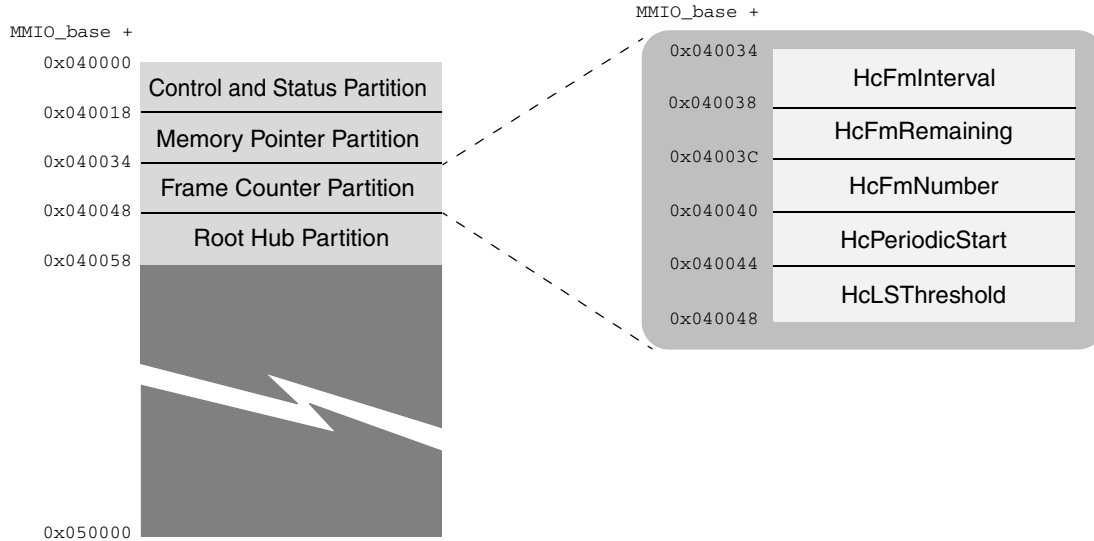 MMIO_base +
0x040000
Control and Status Partition
0x040018
Memory Pointer Partition
0x040034
Frame Counter Partition
0x040048
Root Hub Partition
0x040058
0x050000
MMIO_base +
0x040034
HcFmInterval
0x040038
HcFmRemaining
0x04003C
HcFmNumber
0x040040
HcPeriodicStart
0x040044
HcLSThreshold
0x040048